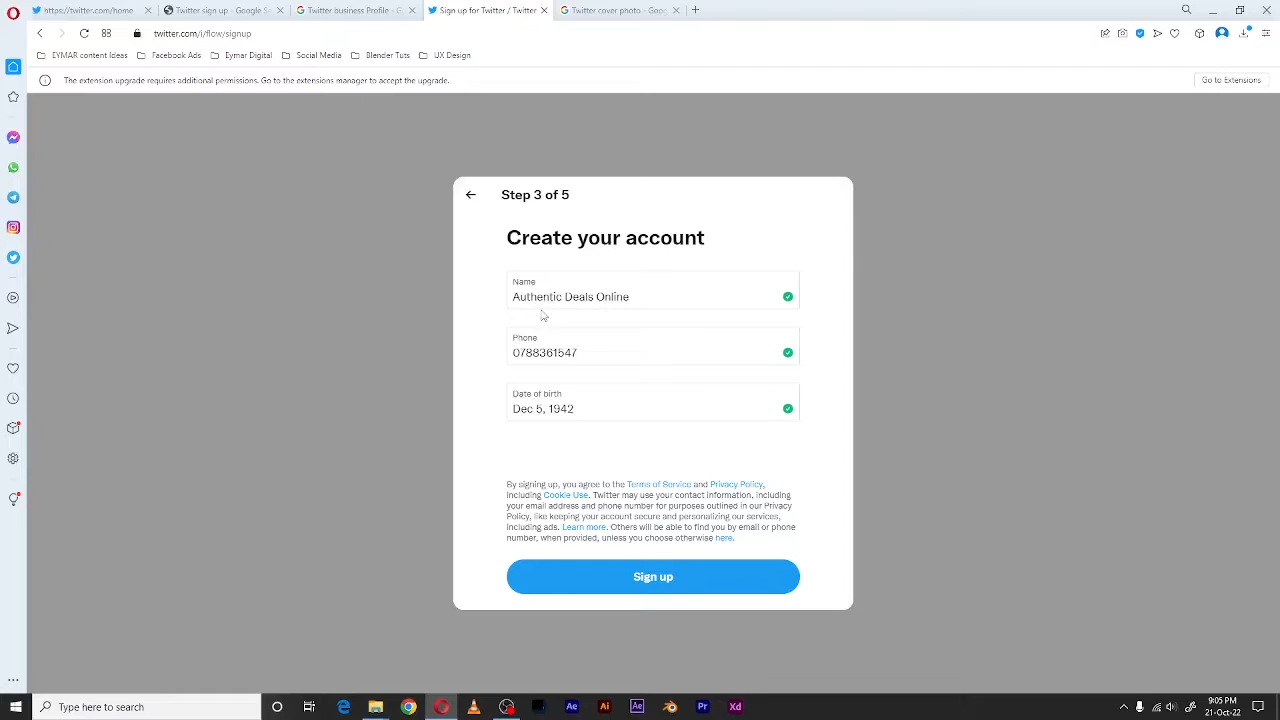 https://twitter.com/home
Twitter sign up - Google Se
Twitter business Profile - G
Sign up for Twitter / Twitter
Twitter cover photo - Goog
twitter.com/i/flow/signup
EYMAR content Ideas
Facebook Ads
Eymar Digital
Social Media
Blender Tuts
UX Design
The extension upgrade requires additional permissions. Go to the extensions manager to accept the upgrade.
Go to Extensions
Step 3 of 5
Create your account
Name
Authentic Deals Online
Phone
0788361547
Date of birth
Dec 5, 1942
By signing up, you agree to the Terms of Service and Privacy Policy,
including Cookie Use. Twitter may use your contact information, including
your email address and phone number for purposes outlined in our Privacy
Policy, like keeping your account secure and personalizing our services,
including ads. Learn more. Others will be able to find you by email or phone
number, when provided, unless you choose otherwise here.
Sign up
Type here to search
Ae
Ai
Ae
Pr
Xd
9:05 PM
21-Oct-22